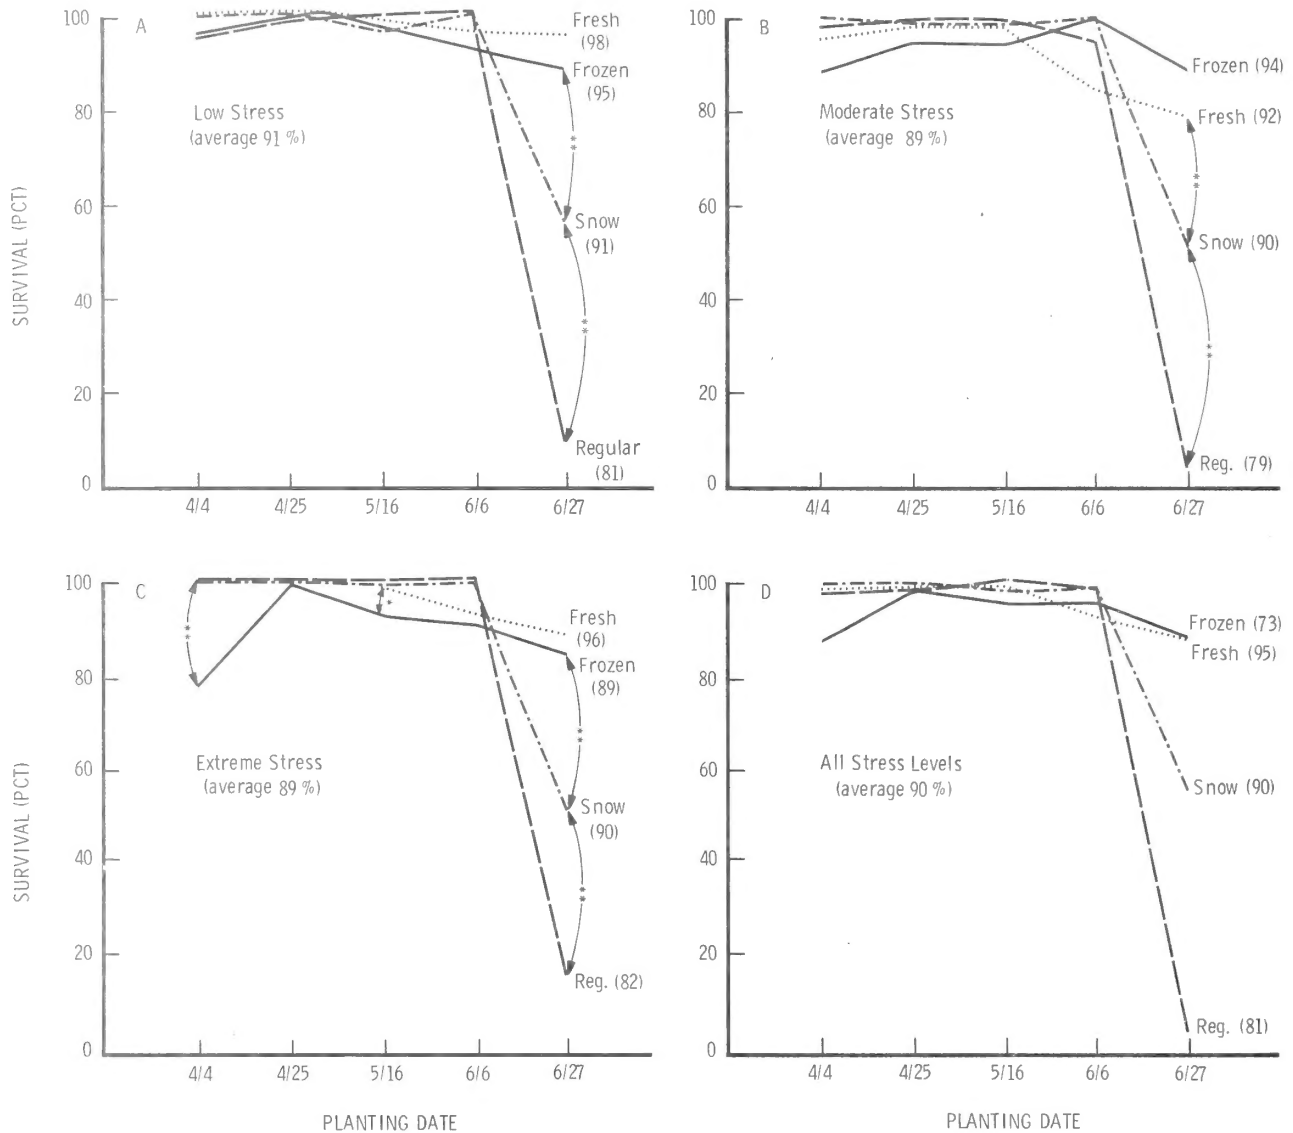 A
Low Stress
(average 91 %)
SURVIVAL (PCT)
100
80
60
40
20
0
4/4
4/25
5/16
6/6
6/27
Fresh
(98)
Frozen
(95)
**
Snow
(91)
**
Regular
(81)
B
Moderate Stress
(average 89 %)
100
80
60
40
20
0
4/4
4/25
5/16
6/6
6/27
Frozen (94)
Fresh (92)
**
Snow (90)
**
Reg. (79)
C
Extreme Stress
(average 89 %)
SURVIVAL (PCT)
100
80
60
40
20
0
4/4
4/25
5/16
6/6
6/27
PLANTING DATE
**
*
Fresh
(96)
Frozen
(89)
**
Snow
(90)
**
Reg. (82)
D
All Stress Levels
(average 90 %)
100
80
60
40
20
0
4/4
4/25
5/16
6/6
6/27
PLANTING DATE
Frozen (73)
Fresh (95)
Snow (90)
Reg. (81)